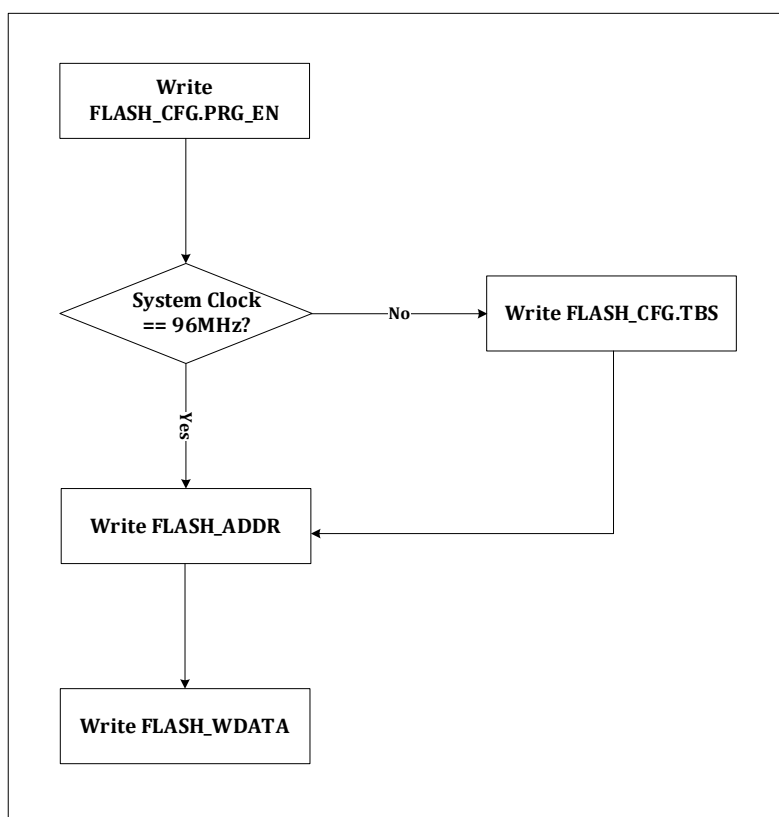 Write
FLASH_CFG.PRG_EN
System Clock
== 96MHz?
No
Write FLASH_CFG.TBS
Yes
Write FLASH_ADDR
Write FLASH_WDATA